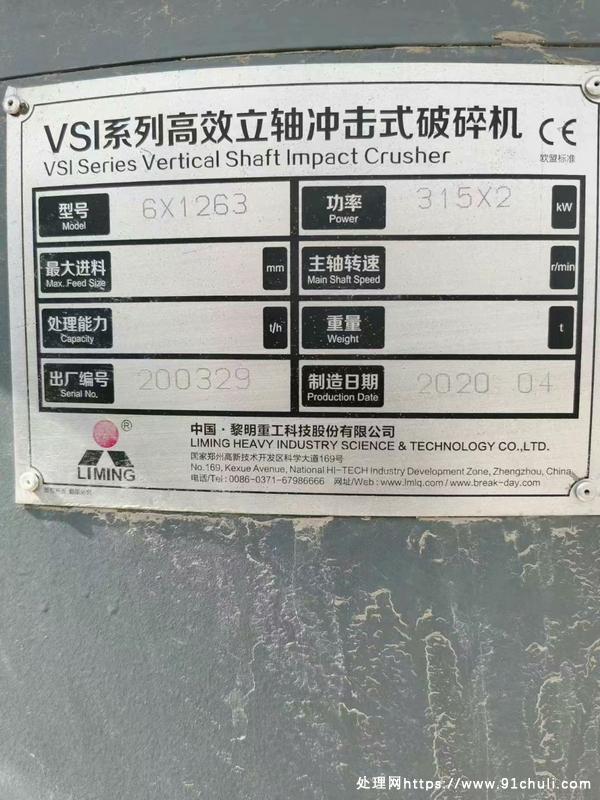 VSI系列高效立轴冲击式破碎机
VSI Series Vertical Shaft Impact Crusher
CE
欧盟标准
型号 Model 6X1263 功率 Power 315X2 kW
最大进料 Max. Feed Size mm 主轴转速 Main Shaft Speed r/min
处理能力 Capacity t/h 重量 Weight t
出厂编号 Serial No. 200329 制造日期 Production Date 2020 04
®
LIMING
版权所有 翻版必究
中国·黎明重工科技股份有限公司
LIMING HEAVY INDUSTRY SCIENCE & TECHNOLOGY CO.,LTD.
国家郑州高新技术开发区科学大道169号
No.169, Kexue Avenue, National HI-TECH Industry Development Zone, Zhengzhou, China
电话/Tel: 0086-0371-67986666 网址/Web : www.lmlq.com / www.break-day.com
处理网https://www.91chuli.com/